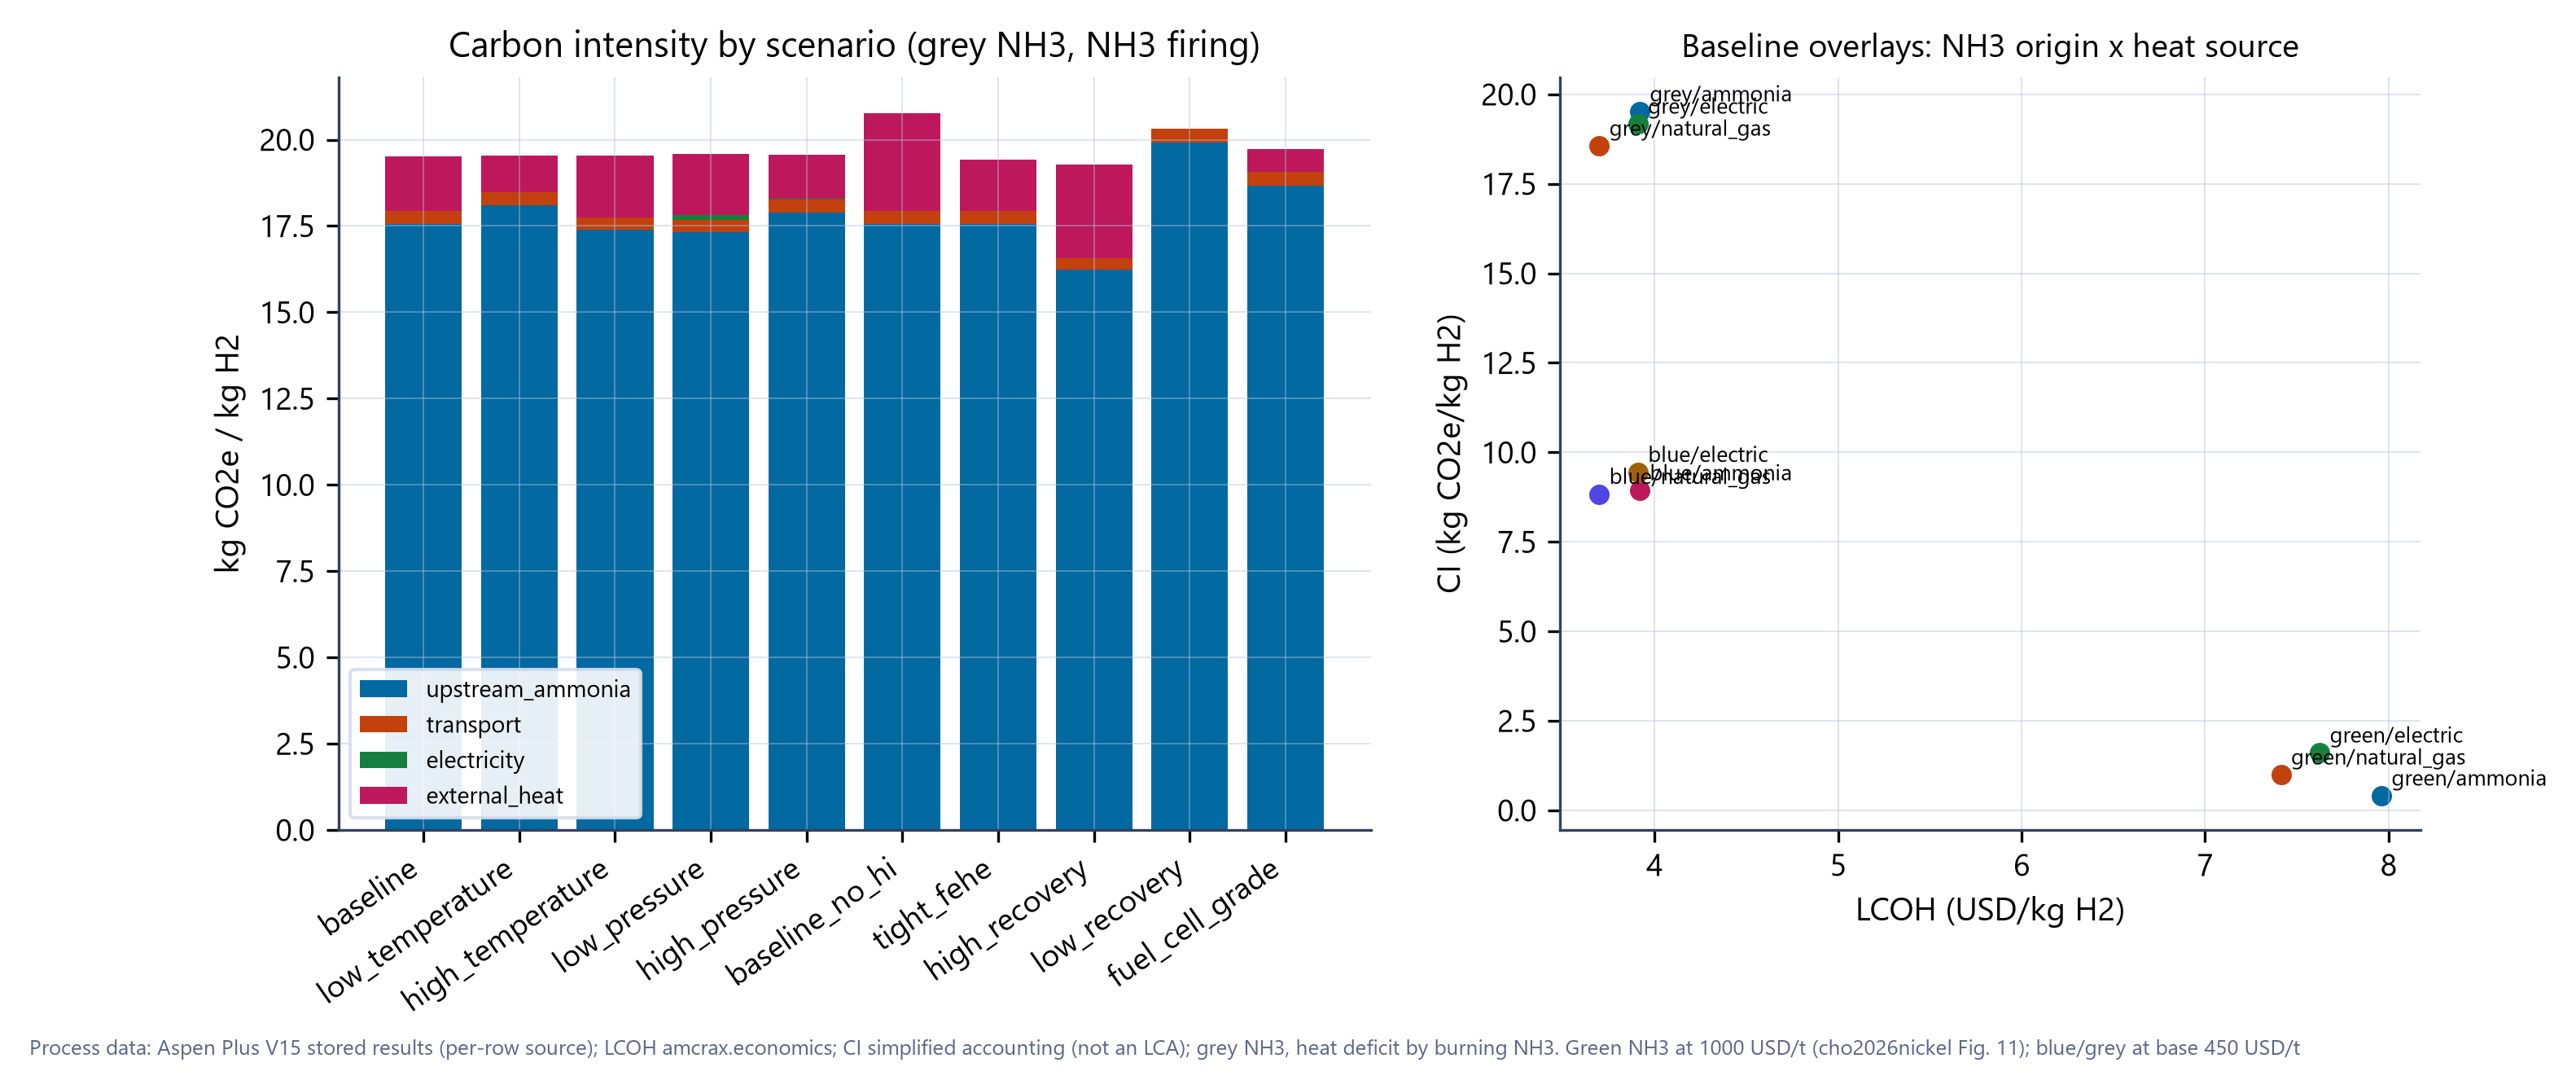 Carbon intensity by scenario (grey NH3, NH3 firing)
kg CO2e / kg H2
20.0
17.5
15.0
12.5
10.0
7.5
5.0
2.5
0.0
upstream_ammonia
transport
electricity
external_heat
baseline
low_temperature
high_temperature
low_pressure
high_pressure
baseline_no_hi
tight_fehe
high_recovery
low_recovery
fuel_cell_grade
Baseline overlays: NH3 origin x heat source
CI (kg CO2e/kg H2)
20.0
17.5
15.0
12.5
10.0
7.5
5.0
2.5
0.0
grey/ammonia
grey/electric
grey/natural_gas
blue/electric
blue/ammonia
blue/natural_gas
green/electric
green/natural_gas
green/ammonia
4
5
6
7
8
LCOH (USD/kg H2)
Process data: Aspen Plus V15 stored results (per-row source); LCOH amcrax.economics; CI simplified accounting (not an LCA); grey NH3, heat deficit by burning NH3. Green NH3 at 1000 USD/t (cho2026nickel Fig. 11); blue/grey at base 450 USD/t